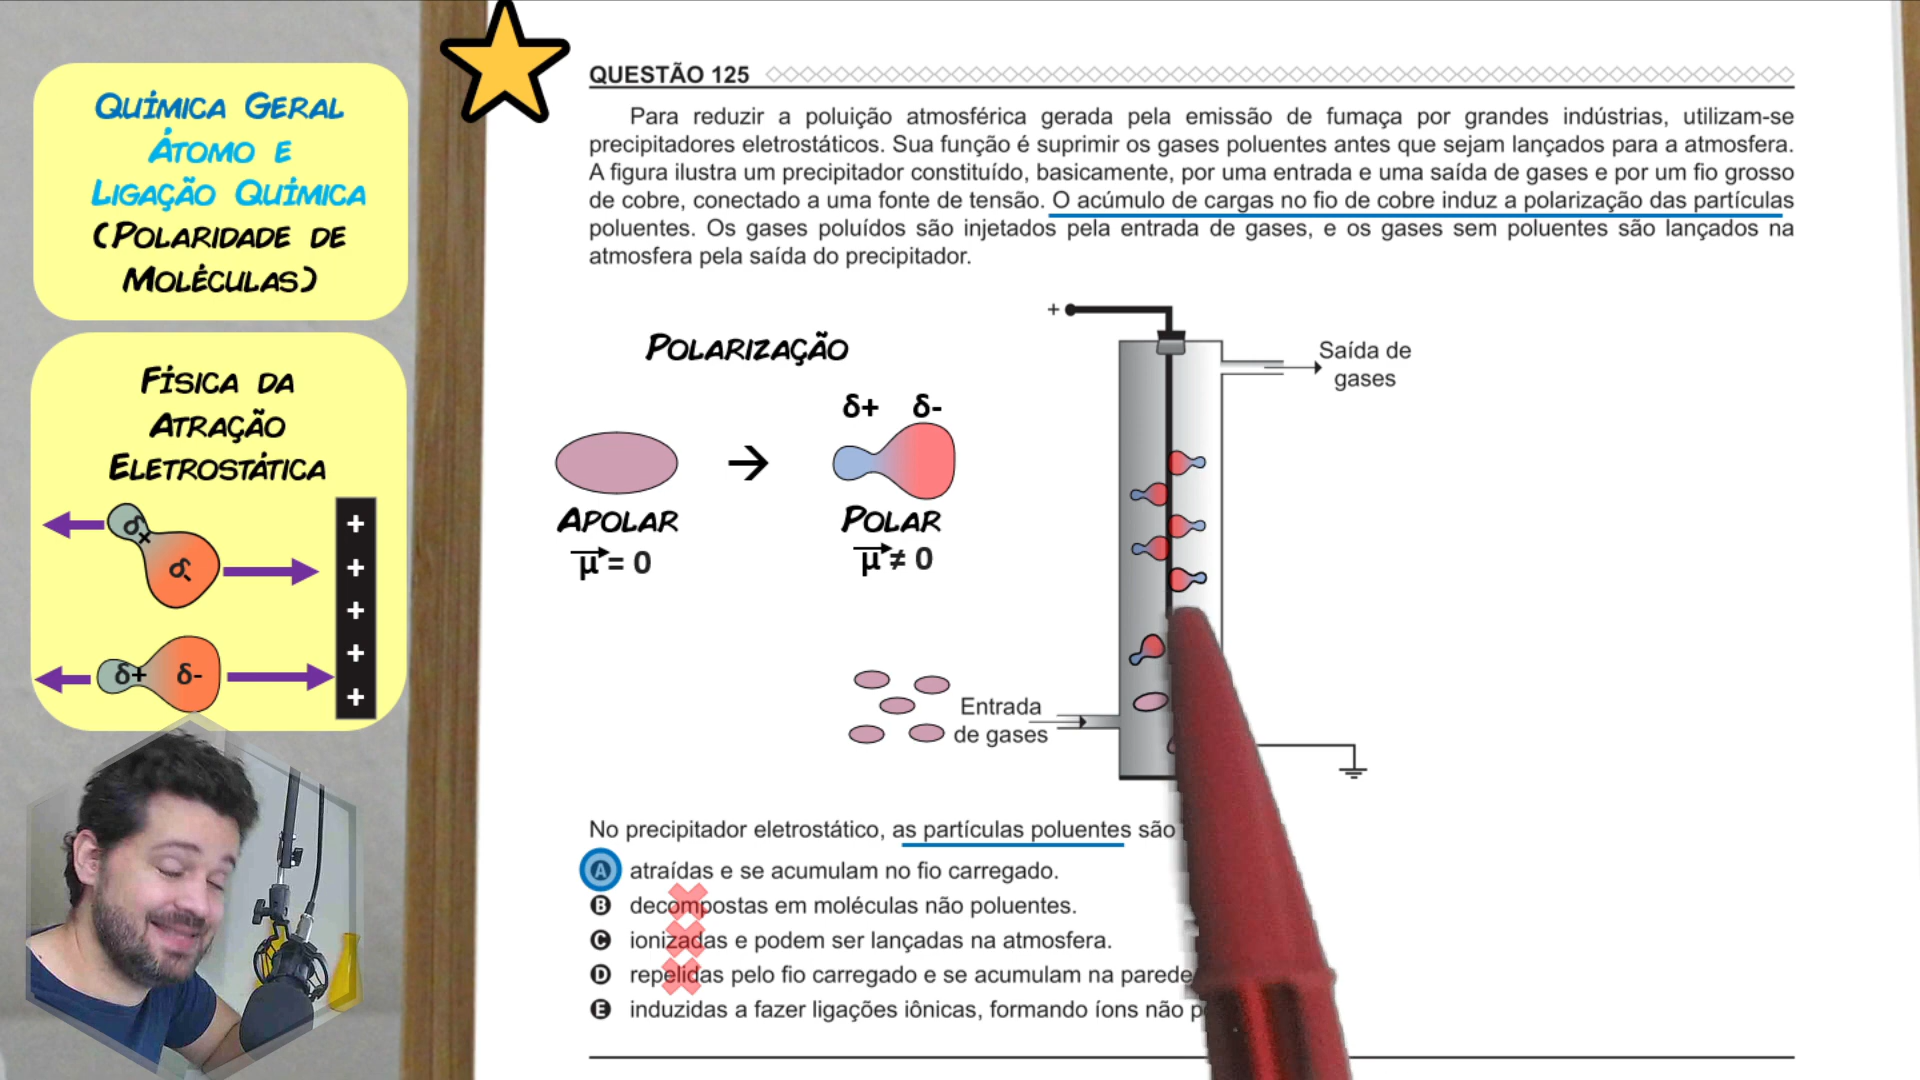 QUÍMICA GERAL
ÁTOMO E
LIGAÇÃO QUÍMICA
(POLARIDADE DE
MOLÉCULAS)
FÍSICA DA
ATRAÇÃO
ELETROSTÁTICA
δ+
δ-
δ+ δ-
+
+
+
+
+
QUESTÃO 125
Para reduzir a poluição atmosférica gerada pela emissão de fumaça por grandes indústrias, utilizam-se
precipitadores eletrostáticos. Sua função é suprimir os gases poluentes antes que sejam lançados para a atmosfera.
A figura ilustra um precipitador constituído, basicamente, por uma entrada e uma saída de gases e por um fio grosso
de cobre, conectado a uma fonte de tensão. O acúmulo de cargas no fio de cobre induz a polarização das partículas
poluentes. Os gases poluídos são injetados pela entrada de gases, e os gases sem poluentes são lançados na
atmosfera pela saída do precipitador.
POLARIZAÇÃO
δ+ δ-
→
APOLAR
μ = 0
POLAR
μ ≠ 0
+
Saída de
gases
Entrada
de gases
No precipitador eletrostático, as partículas poluentes são
A atraídas e se acumulam no fio carregado.
B decompostas em moléculas não poluentes.
C ionizadas e podem ser lançadas na atmosfera.
D repelidas pelo fio carregado e se acumulam na parede
E induzidas a fazer ligações iônicas, formando íons não p